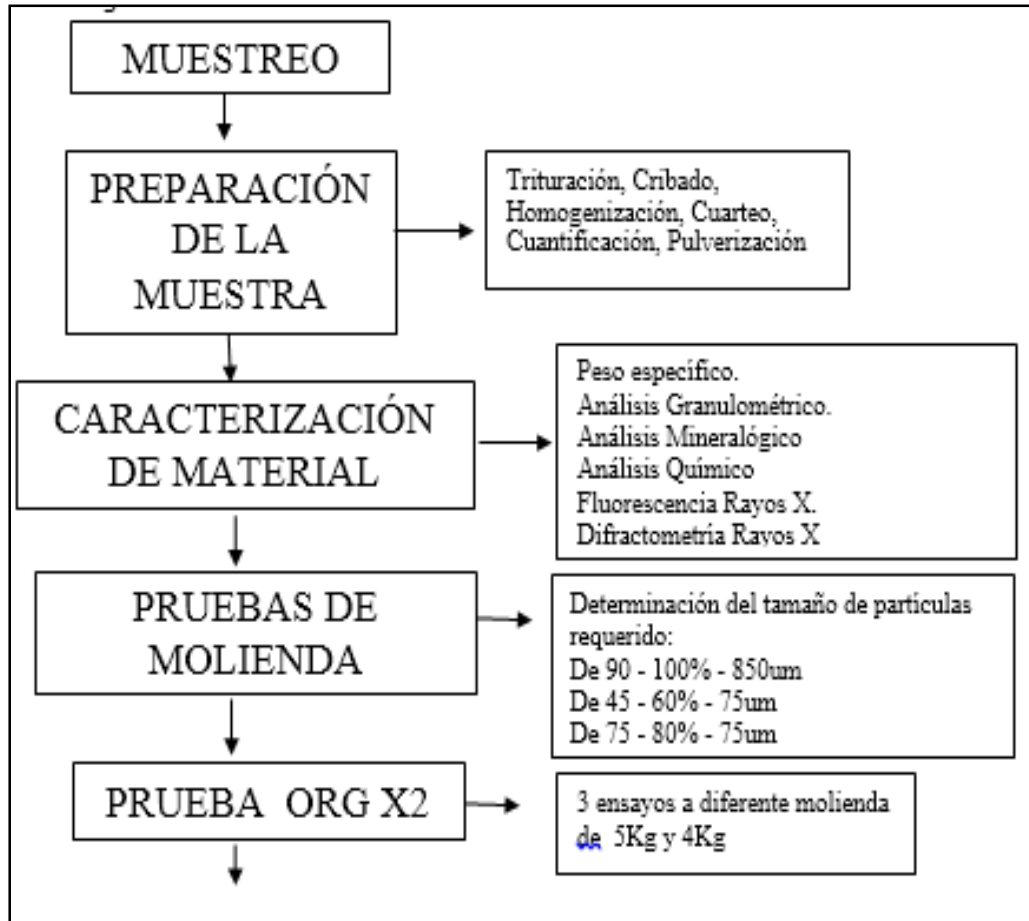 MUESTREO
PREPARACIÓN
DE LA
MUESTRA
Trituración, Cribado,
Homogenización, Cuarteo,
Cuantificación, Pulverización
CARACTERIZACIÓN
DE MATERIAL
Peso específico.
Análisis Granulométrico.
Análisis Mineralógico
Análisis Químico
Fluorescencia Rayos X.
Difractometría Rayos X
PRUEBAS DE
MOLIENDA
Determinación del tamaño de partículas
requerido:
De 90 - 100% - 850um
De 45 - 60% - 75um
De 75 - 80% - 75um
PRUEBA ORG X2
3 ensayos a diferente molienda
de 5Kg y 4Kg